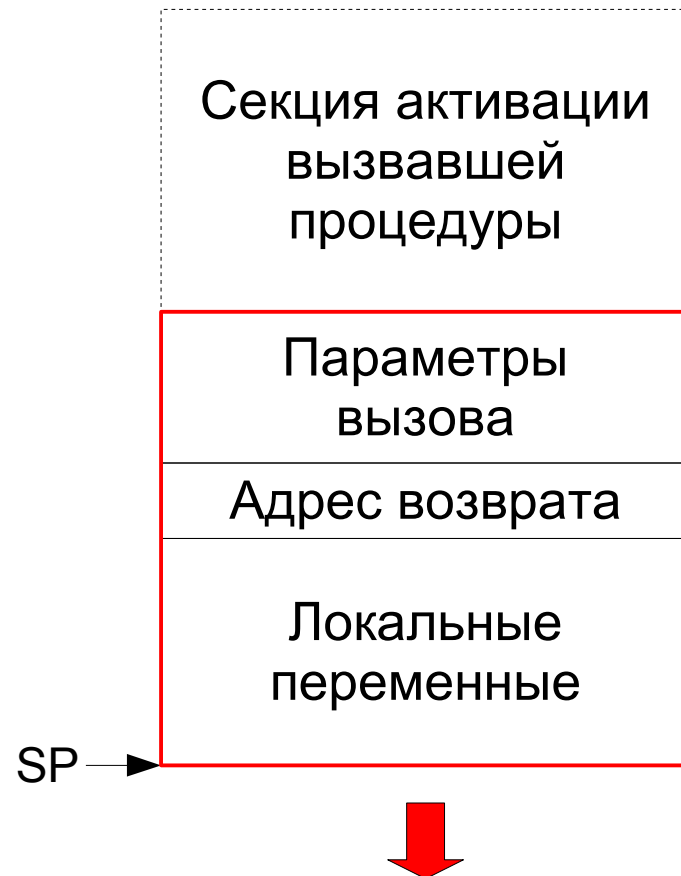 Секция активации
вызвавшей
процедуры
Параметры
вызова
Адрес возврата
Локальные
переменные
SP